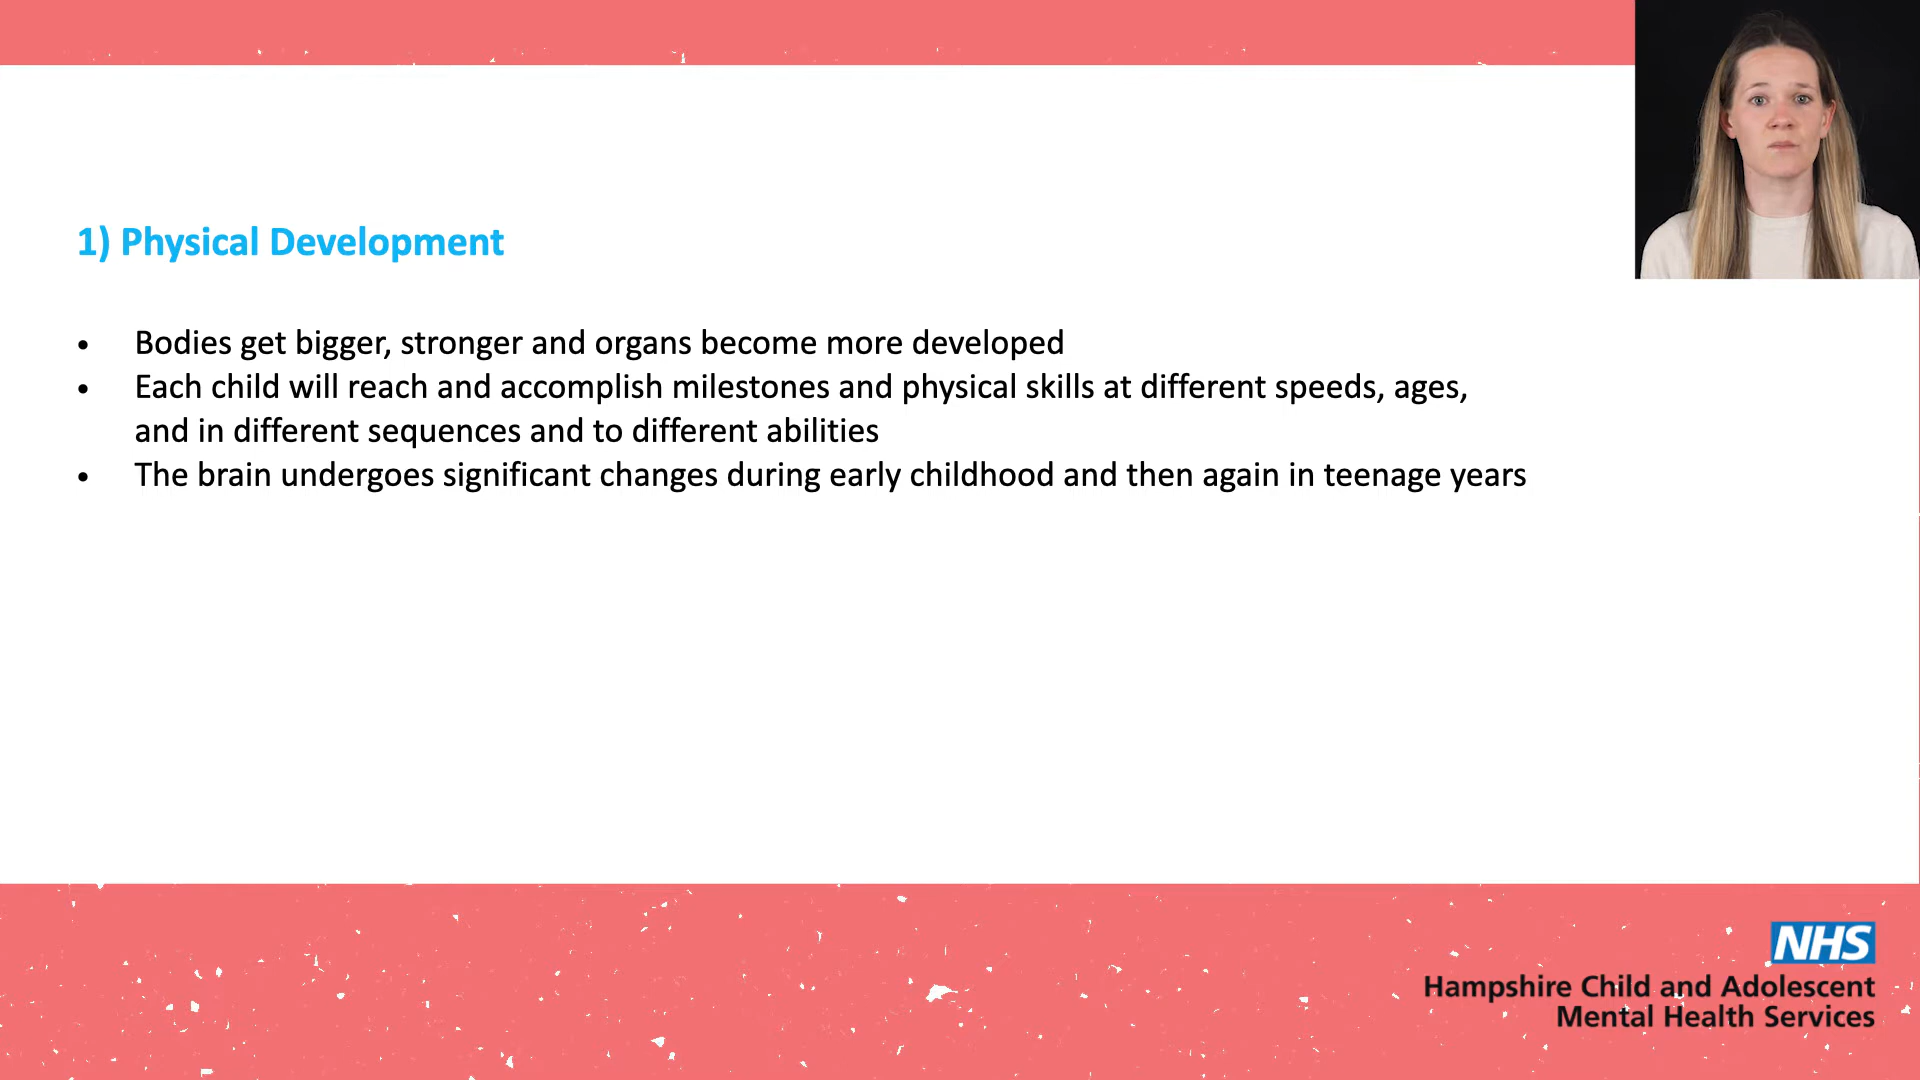 1) Physical Development
• Bodies get bigger, stronger and organs become more developed
• Each child will reach and accomplish milestones and physical skills at different speeds, ages,
and in different sequences and to different abilities
• The brain undergoes significant changes during early childhood and then again in teenage years
NHS
Hampshire Child and Adolescent
Mental Health Services